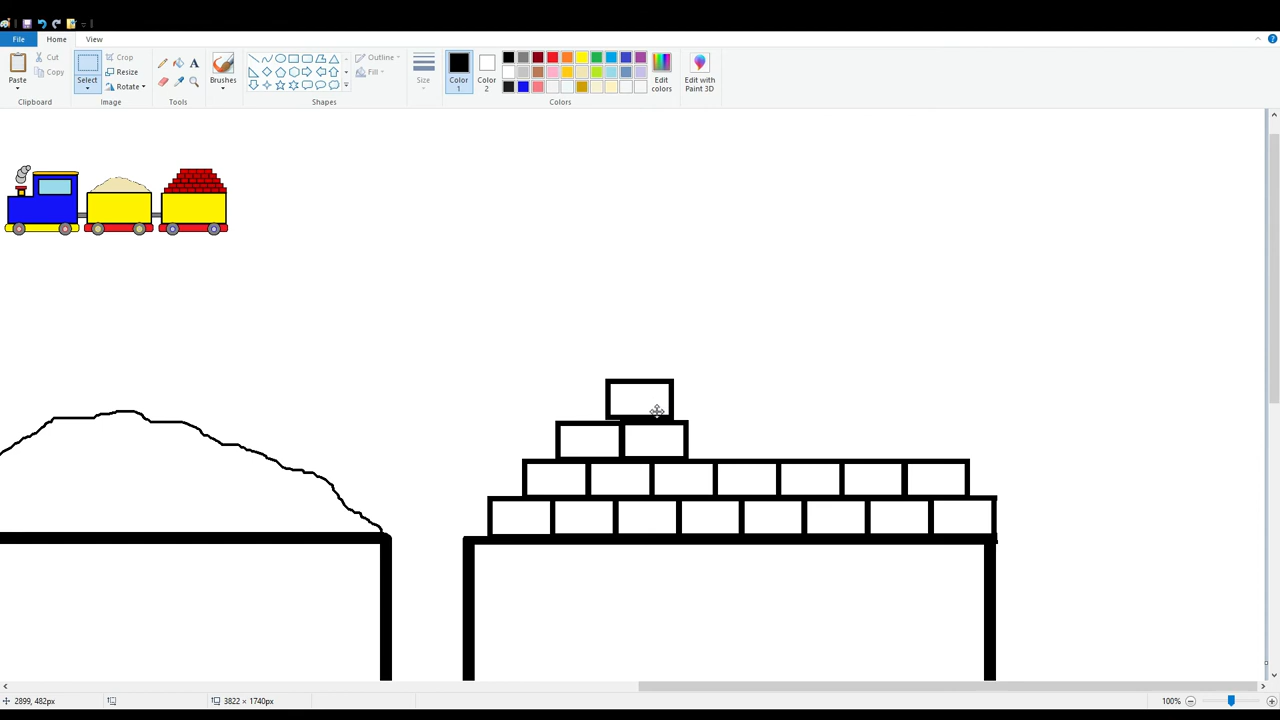 File Home View
Paste Cut Copy
Clipboard
Select Crop Resize Rotate
Image
Tools
Brushes
Outline Fill
Shapes
Size
Color 1 Color 2
Edit colors
Colors
Edit with Paint 3D
2899, 482px 3822 × 1740px 100%